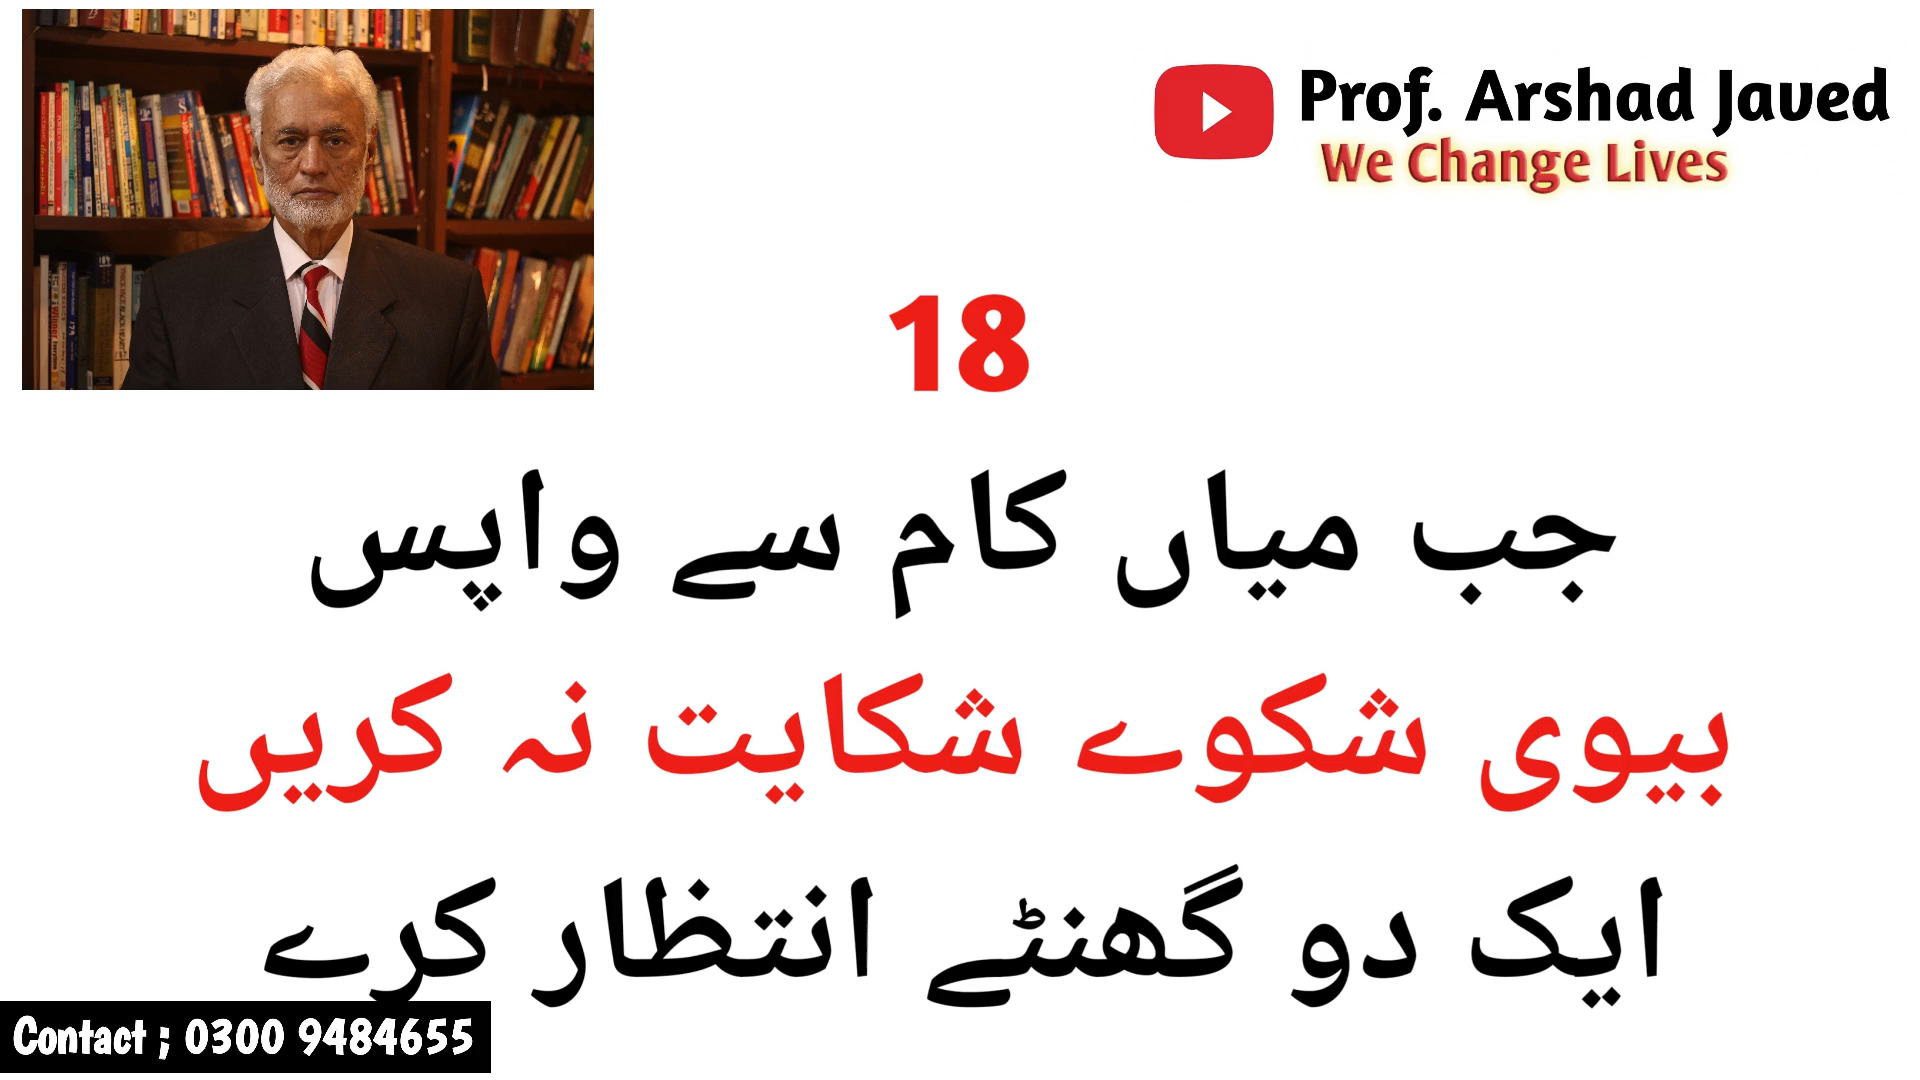 Prof. Arshad Javed
We Change Lives
18
جب میاں کام سے واپس
بیوی شکوے شکایت نہ کریں
ایک دو گھنٹے انتظار کرے
Contact ; 0300 9484655